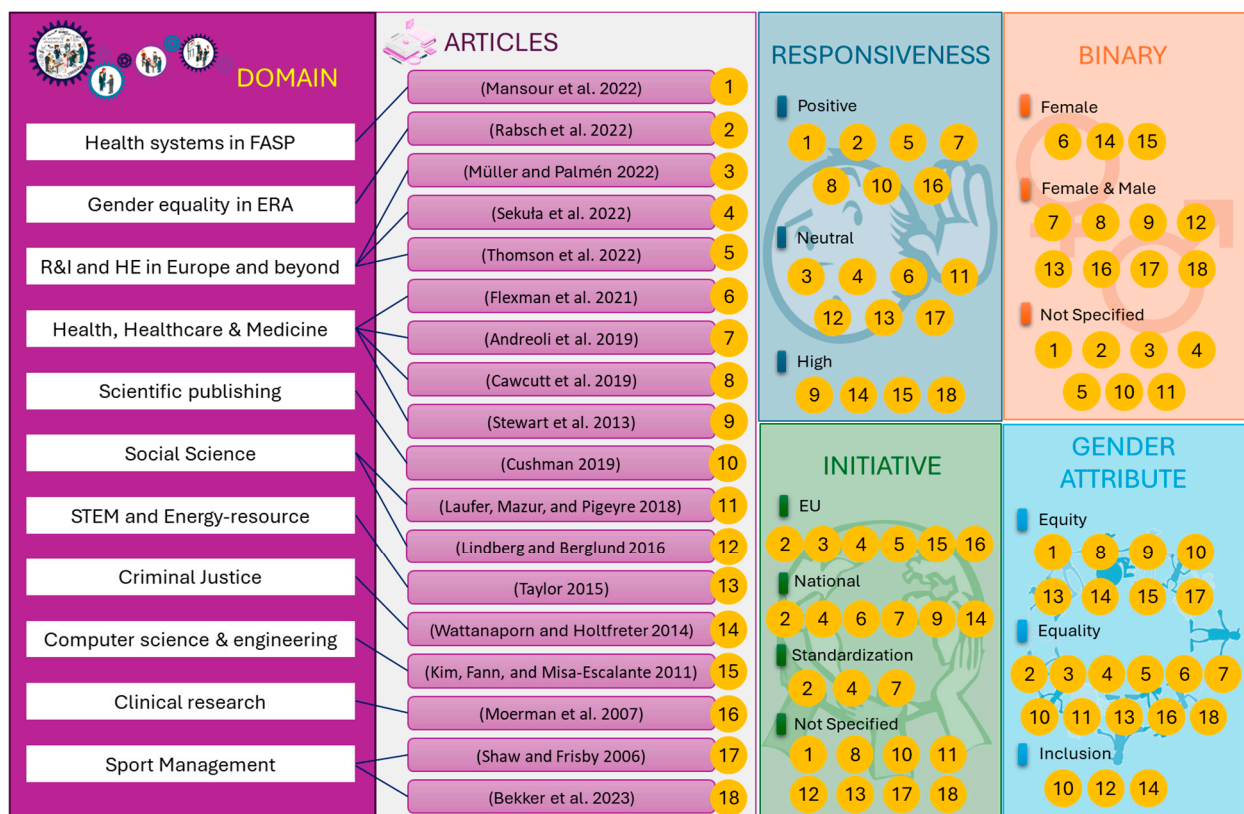 DOMAIN
Health systems in FASP
Gender equality in ERA
R&I and HE in Europe and beyond
Health, Healthcare & Medicine
Scientific publishing
Social Science
STEM and Energy-resource
Criminal Justice
Computer science & engineering
Clinical research
Sport Management
ARTICLES
(Mansour et al. 2022) 1
(Rabsch et al. 2022) 2
(Müller and Palmén 2022) 3
(Sekuła et al. 2022) 4
(Thomson et al. 2022) 5
(Flexman et al. 2021) 6
(Andreoli et al. 2019) 7
(Cawcutt et al. 2019) 8
(Stewart et al. 2013) 9
(Cushman 2019) 10
(Laufer, Mazur, and Pigeyre 2018) 11
(Lindberg and Berglund 2016 12
(Taylor 2015) 13
(Wattanaporn and Holtfreter 2014) 14
(Kim, Fann, and Misa-Escalante 2011) 15
(Moerman et al. 2007) 16
(Shaw and Frisby 2006) 17
(Bekker et al. 2023) 18
RESPONSIVENESS
Positive
1 2 5 7
8 10 16
Neutral
3 4 6 11
12 13 17
High
9 14 15 18
BINARY
Female
6 14 15
Female & Male
7 8 9 12
13 16 17 18
Not Specified
1 2 3 4
5 10 11
INITIATIVE
EU
2 3 4 5 15 16
National
2 4 6 7 9 14
Standardization
2 4 7
Not Specified
1 8 10 11
12 13 17 18
GENDER
ATTRIBUTE
Equity
1 8 9 10
13 14 15 17
Equality
2 3 4 5 6 7
10 11 13 16 18
Inclusion
10 12 14